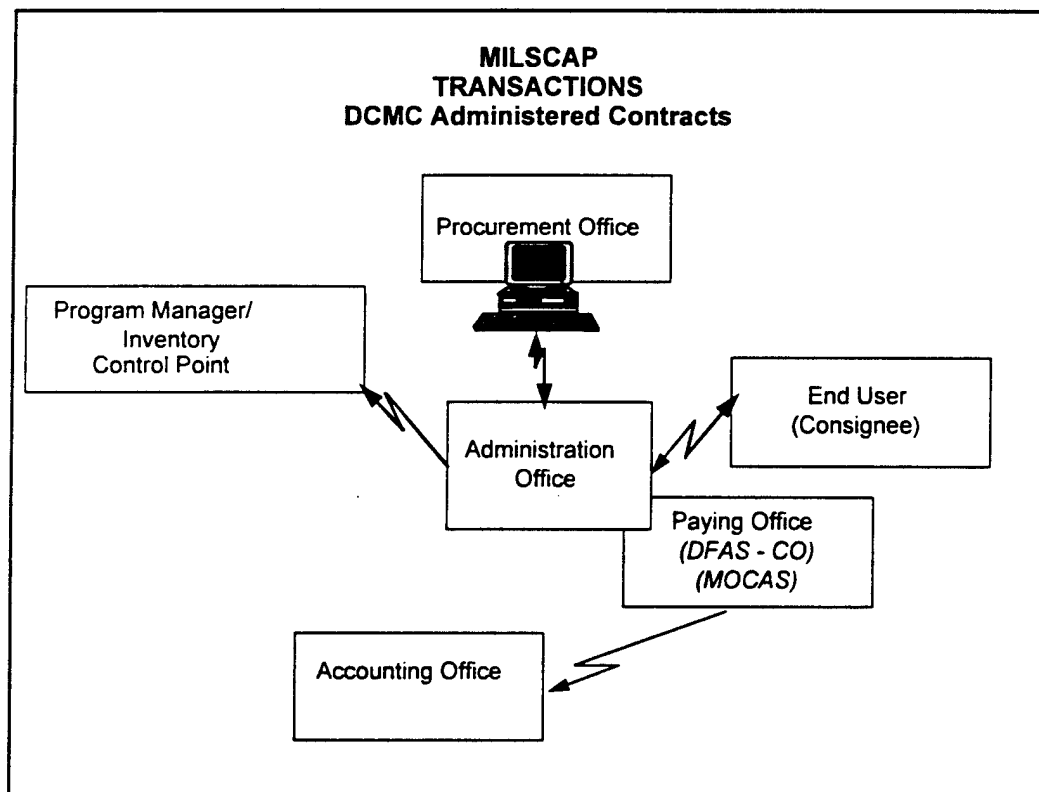 MILSCAP
TRANSACTIONS
DCMC Administered Contracts
Procurement Office
Program Manager/
Inventory
Control Point
End User
(Consignee)
Administration
Office
Paying Office
(DFAS - CO)
(MOCAS)
Accounting Office